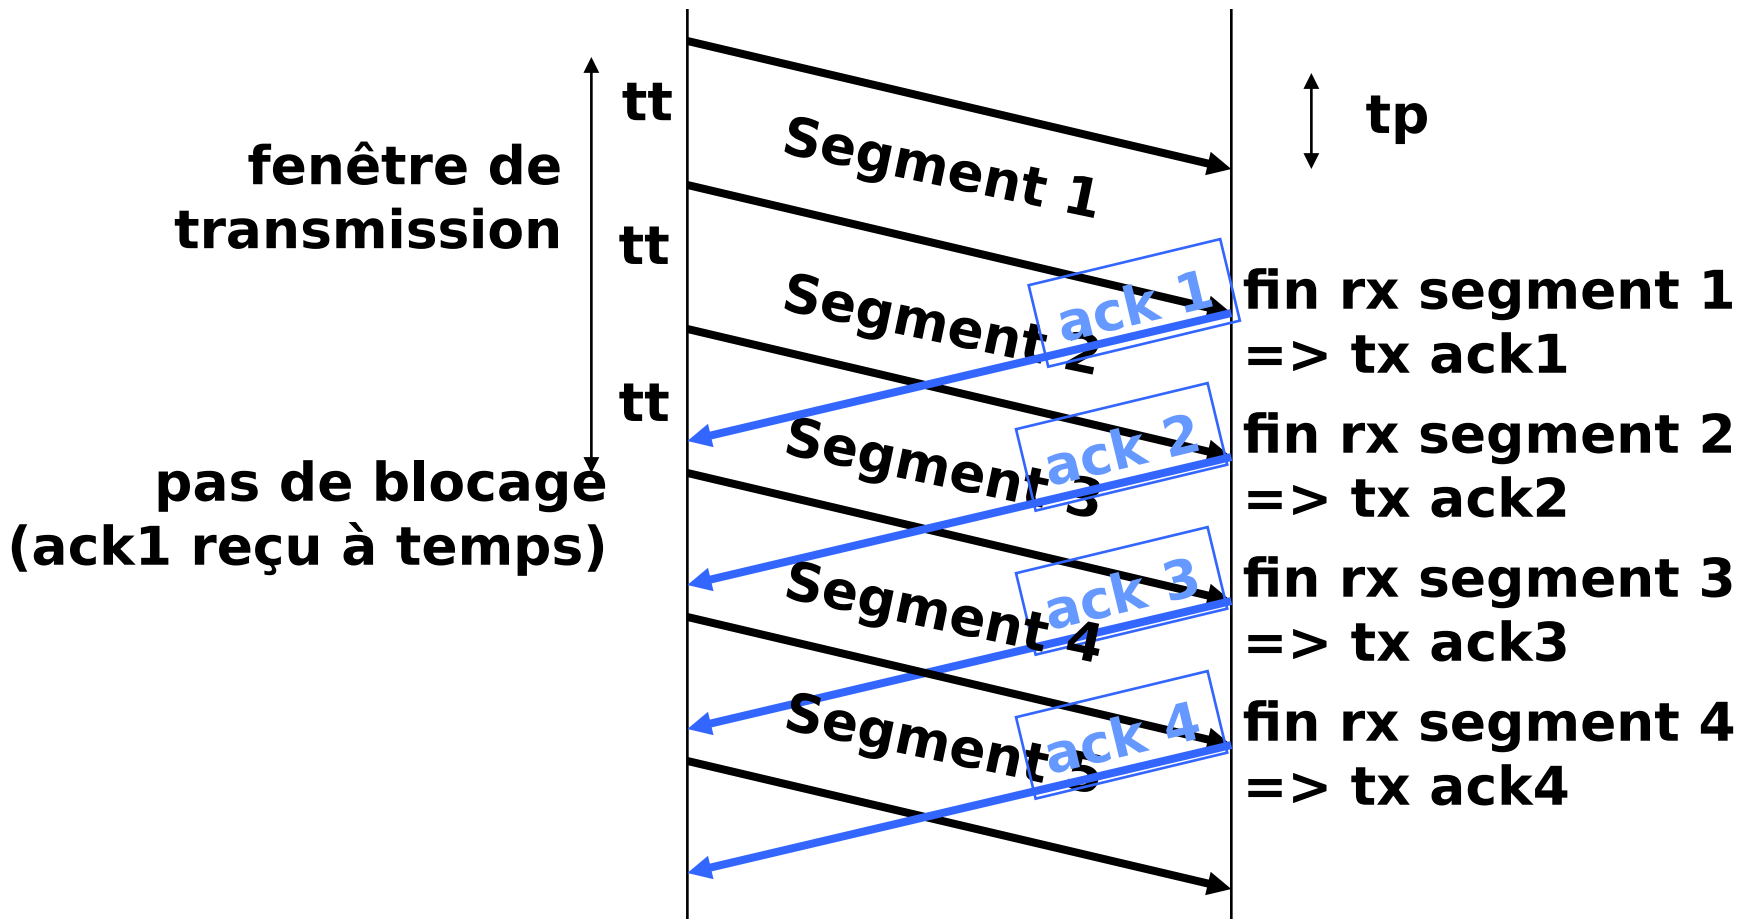 tt
tp
fenêtre de
transmission
Segment 1
tt
Segment 2
ack 1
fin rx segment 1
=> tx ack1
tt
Segment 3
ack 2
fin rx segment 2
=> tx ack2
pas de blocage
(ack1 reçu à temps)
Segment 4
ack 3
fin rx segment 3
=> tx ack3
Segment 5
ack 4
fin rx segment 4
=> tx ack4